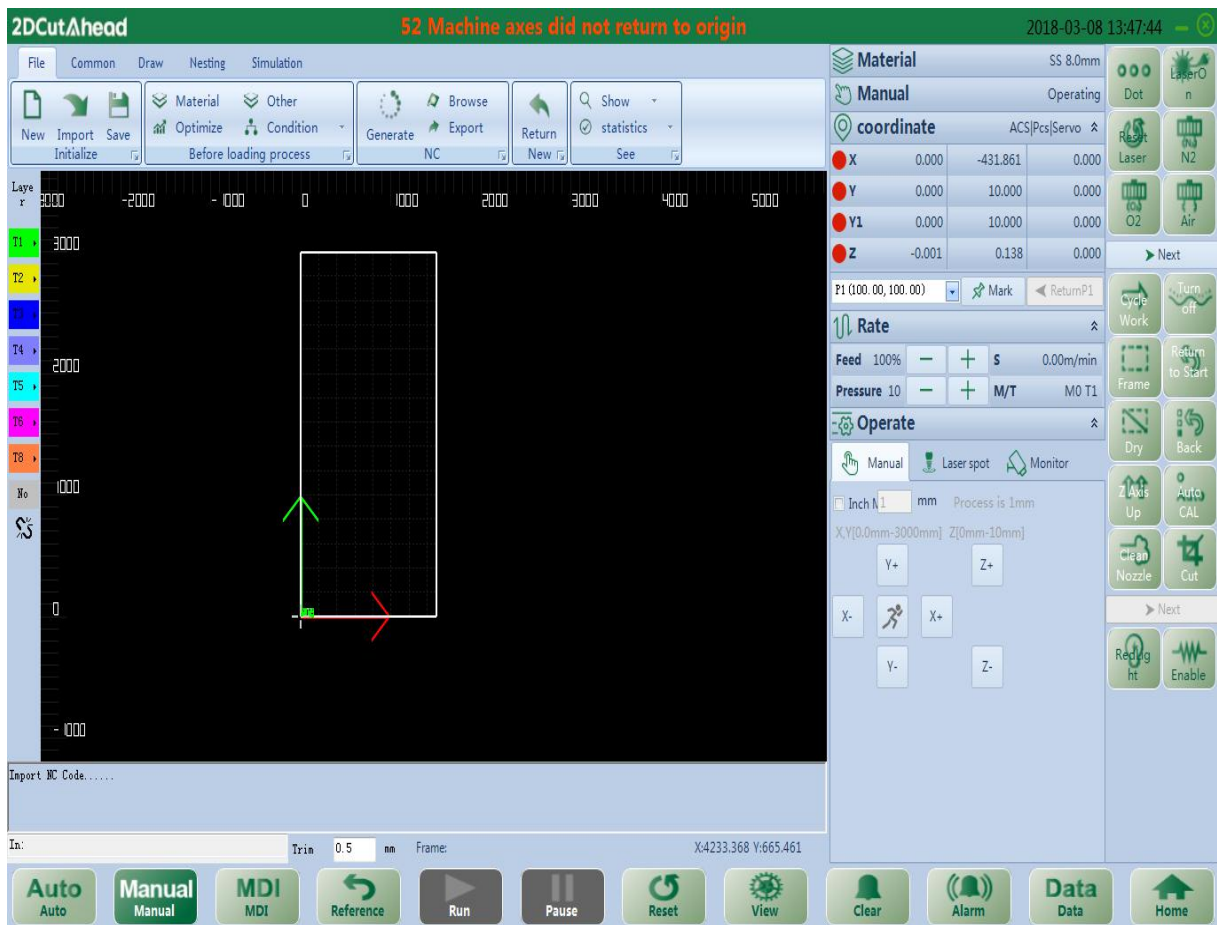 2DCutAhead
52 Machine axes did not return to origin
2018-03-08 13:47:44
File Common Draw Nesting Simulation
New Import Save
Initialize
Material Other
Optimize Condition
Before loading process
Generate
Browse
Export
NC
Return
New
Show
statistics
See
Layer
-2000 -1000 0 1000 2000 3000 4000 5000
3000
2000
1000
0
-1000
T1
T2
T4
T5
T6
T8
No
Import NC Code......
In:
Trim 0.5 mm Frame: X:4233.368 Y:665.461
Material SS 8.0mm
Manual Operating
coordinate ACS|Pcs|Servo
X 0.000 -431.861 0.000
Y 0.000 10.000 0.000
Y1 0.000 10.000 0.000
Z -0.001 0.138 0.000
P1 (100.00, 100.00) Mark ReturnP1
Rate
Feed 100% − + S 0.00m/min
Pressure 10 − + M/T M0 T1
Operate
Manual Laser spot Monitor
Inch 1 mm Process is 1mm
X,Y[0.0mm-3000mm] Z[0mm-10mm]
Y+ Z+
X- X+
Y- Z-
Dot LaserOn
Reset Laser N2
O2 Air
Next
Cycle Work Turn off
Frame Return to Start
Dry Back
Z Axis Up Auto CAL
Clean Nozzle Cut
Next
Redlight Enable
Auto Manual MDI Data
Auto Manual MDI Reference Run Pause Reset View Clear Alarm Data Home